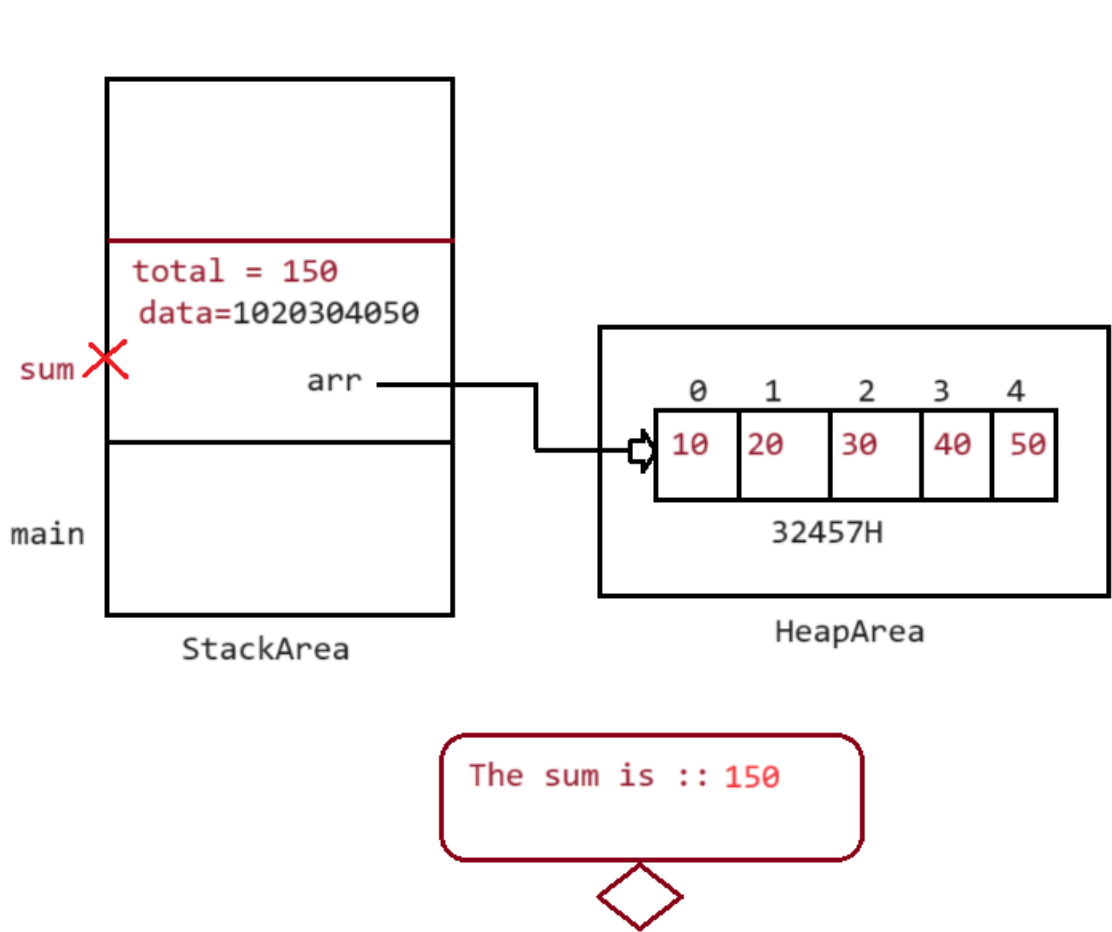 total = 150
data=1020304050
sum
arr
main
StackArea
0 1 2 3 4
10 20 30 40 50
32457H
HeapArea
The sum is :: 150